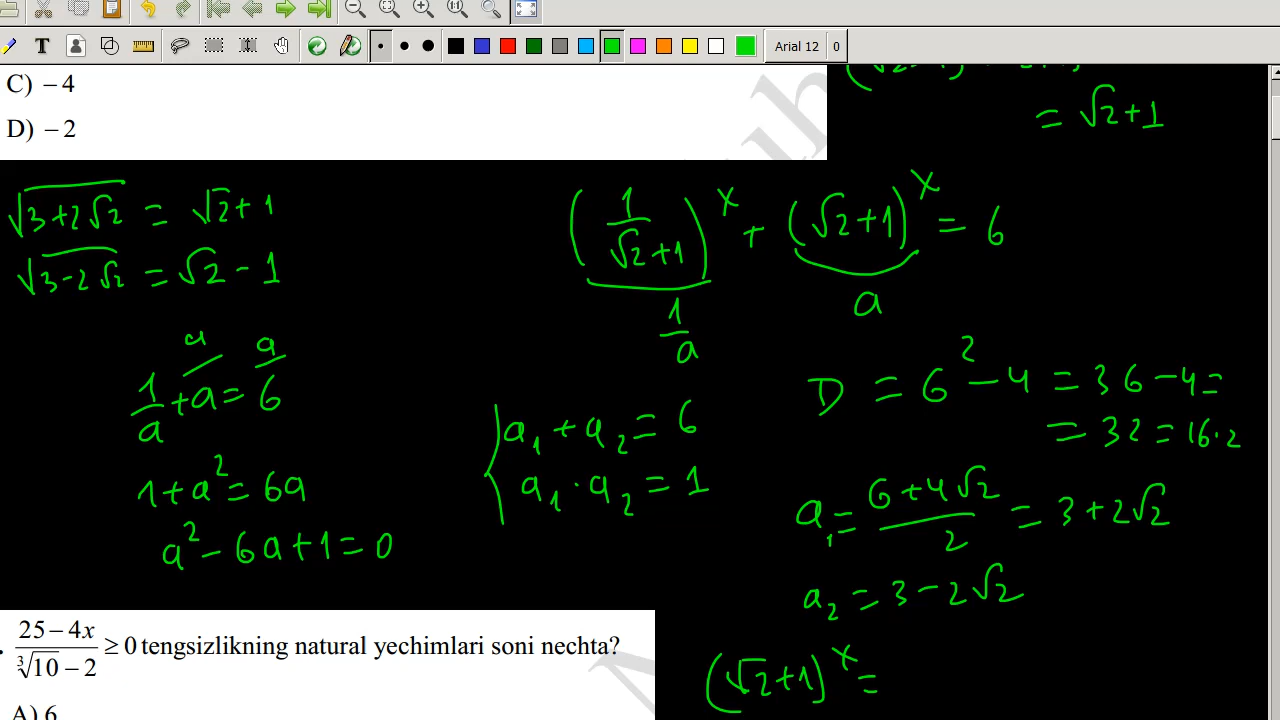 Arial 12 0
C) – 4
D) – 2
= √2+1
√(3+2√2) = √2+1
√(3-2√2) = √2-1
(1/(√2+1))^x + (√2+1)^x = 6
1/a
a
a a
1/a + a = 6
1+a² = 6a
a² - 6a + 1 = 0
a₁ + a₂ = 6
a₁ · a₂ = 1
D = 6² - 4 = 36 - 4 =
= 32 = 16·2
a₁ = (6+4√2)/2 = 3+2√2
a₂ = 3-2√2
(√2+1)^x =
(25 – 4x)/(∛10 – 2) ≥ 0 tengsizlikning natural yechimlari soni nechta?
A) 6